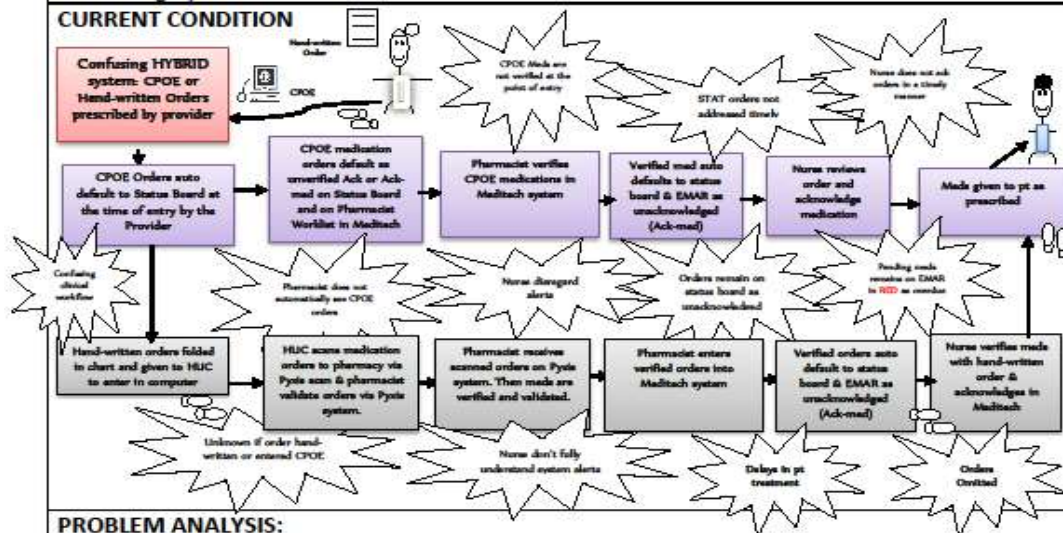 CURRENT CONDITION
Hand-written
Order
CPOE
Confusing HYBRID
system: CPOE or
Hand-written Orders
prescribed by provider
CPOE Meds are
not verified at the
point of entry
STAT orders not
addressed timely
Nurse does not ack
orders in a timely
manner
CPOE Orders auto
default to Status Board at
the time of entry by the
Provider
CPOE medication
orders default as
unverified Ack or Ack-
med on Status Board
and on Pharmacist
Worklist in Meditech
Pharmacist verifies
CPOE medications in
Meditech system
Verified med auto
defaults to status
board & EMAR as
unacknowledged
(Ack-med)
Nurse reviews
order and
acknowledge
medication
Meds given to pt as
prescribed
Confusing
clinical
workflow
Pharmacist does not
automatically see CPOE
orders
Nurse disregard
alerts
Orders remain on
status board as
unacknowledged
Pending meds
remains on EMAR
in RED as overdue
Hand-written orders folded
in chart and given to HUC
to enter in computer
HUC scans medication
orders to pharmacy via
Pyxis scan & pharmacist
validate orders via Pyxis
system.
Pharmacist receives
scanned orders on Pyxis
system. Then meds are
verified and validated.
Pharmacist enters
verified orders into
Meditech system
Verified orders auto
default to status
board & EMAR as
unacknowledged
(Ack-med)
Nurse verifies meds
with hand-written
order &
acknowledges in
Meditech
Unknown if order hand-
written or entered CPOE
Nurse don't fully
understand system alerts
Delays in pt
treatment
Orders
Omitted
PROBLEM ANALYSIS: